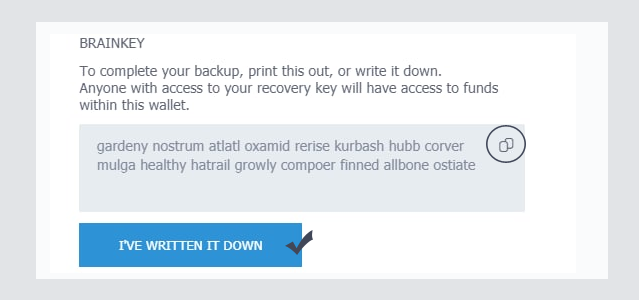 BRAINKEY
To complete your backup, print this out, or write it down.
Anyone with access to your recovery key will have access to funds
within this wallet.
gardeny nostrum atlatl oxamid rerise kurbash hubb corver
mulga healthy hatrail growly compoer finned allbone ostiate
I'VE WRITTEN IT DOWN